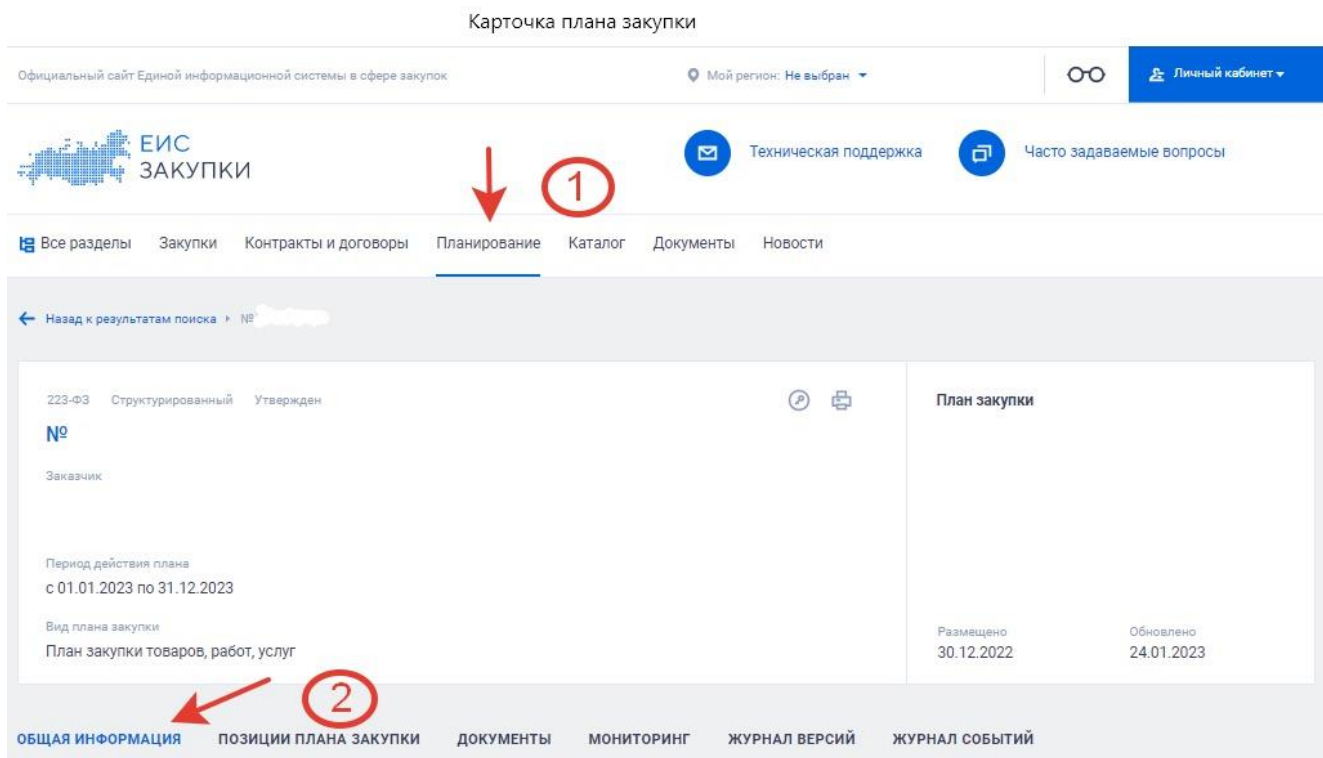 Карточка плана закупки
Официальный сайт Единой информационной системы в сфере закупок
Мой регион: Не выбран
Личный кабинет
ЕИС
ЗАКУПКИ
Техническая поддержка
Часто задаваемые вопросы
1
Все разделы Закупки Контракты и договоры Планирование Каталог Документы Новости
Назад к результатам поиска №
223-ФЗ Структурированный Утвержден
План закупки
№
Заказчик
Период действия плана
с 01.01.2023 по 31.12.2023
Вид плана закупки
План закупки товаров, работ, услуг
Размещено Обновлено
30.12.2022 24.01.2023
2
ОБЩАЯ ИНФОРМАЦИЯ ПОЗИЦИИ ПЛАНА ЗАКУПКИ ДОКУМЕНТЫ МОНИТОРИНГ ЖУРНАЛ ВЕРСИЙ ЖУРНАЛ СОБЫТИЙ